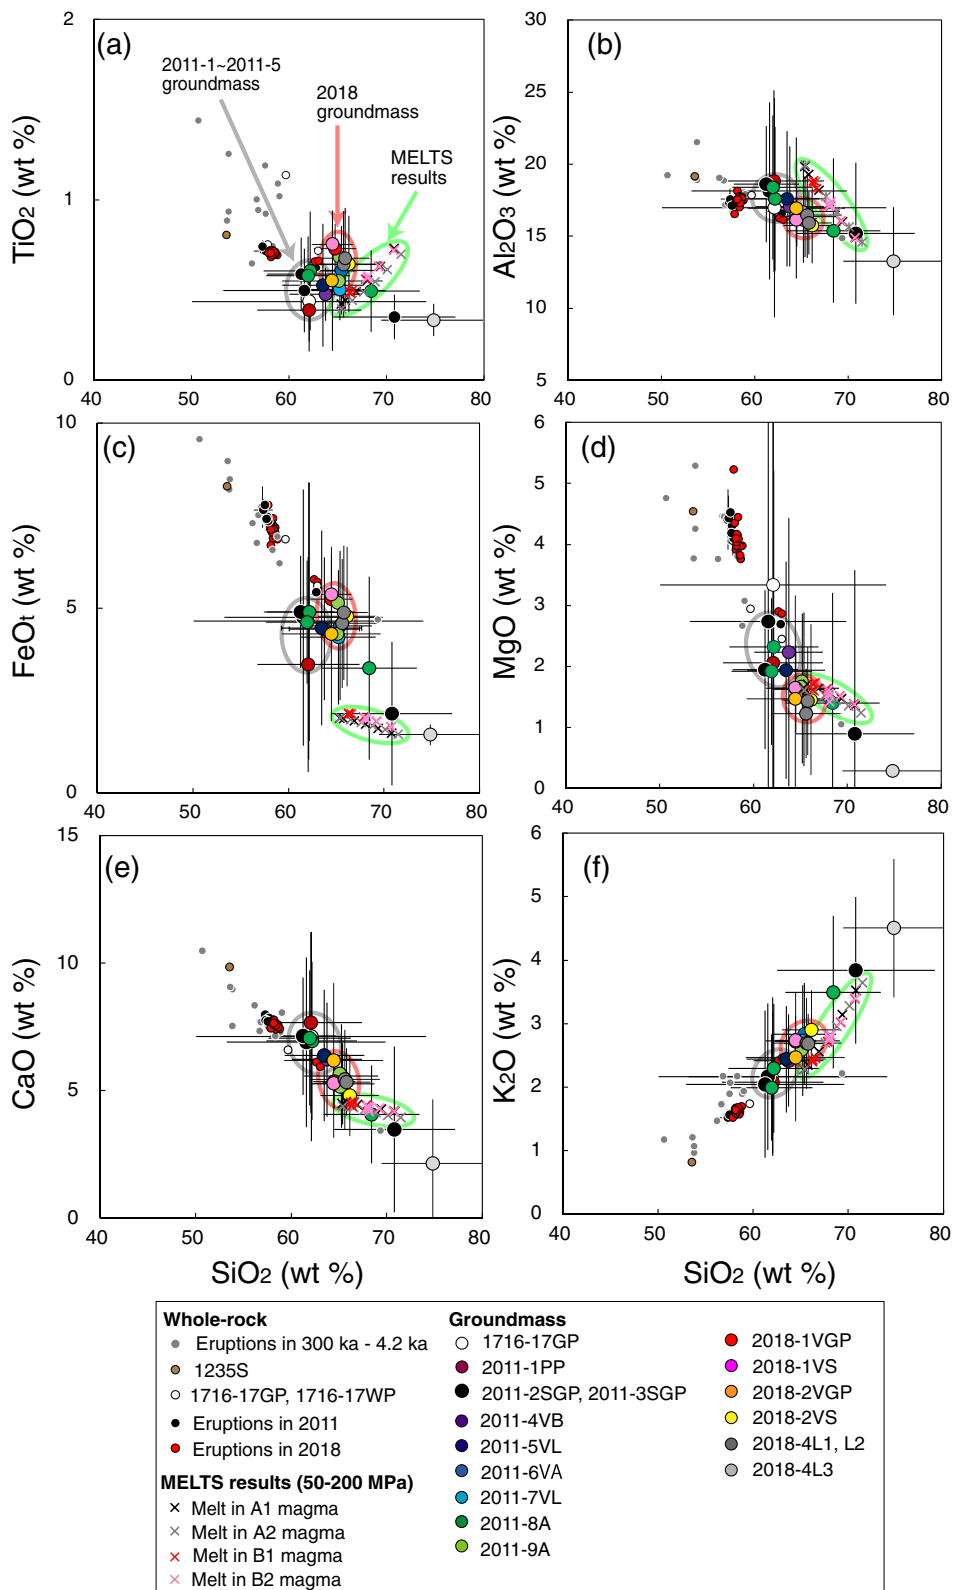 (a)
TiO2 (wt %)
2
1
0
40 50 60 70 80
2011-1~2011-5
groundmass
2018
groundmass
MELTS
results
(b)
Al2O3 (wt %)
30
25
20
15
10
5
40 50 60 70 80
(c)
FeOt (wt %)
10
5
0
40 50 60 70 80
(d)
MgO (wt %)
6
5
4
3
2
1
0
40 50 60 70 80
(e)
CaO (wt %)
15
10
5
0
40 50 60 70 80
SiO2 (wt %)
(f)
K2O (wt %)
6
5
4
3
2
1
0
40 50 60 70 80
SiO2 (wt %)
Whole-rock
Eruptions in 300 ka - 4.2 ka
1235S
1716-17GP, 1716-17WP
Eruptions in 2011
Eruptions in 2018
MELTS results (50-200 MPa)
Melt in A1 magma
Melt in A2 magma
Melt in B1 magma
Melt in B2 magma
Groundmass
1716-17GP
2011-1PP
2011-2SGP, 2011-3SGP
2011-4VB
2011-5VL
2011-6VA
2011-7VL
2011-8A
2011-9A
2018-1VGP
2018-1VS
2018-2VGP
2018-2VS
2018-4L1, L2
2018-4L3